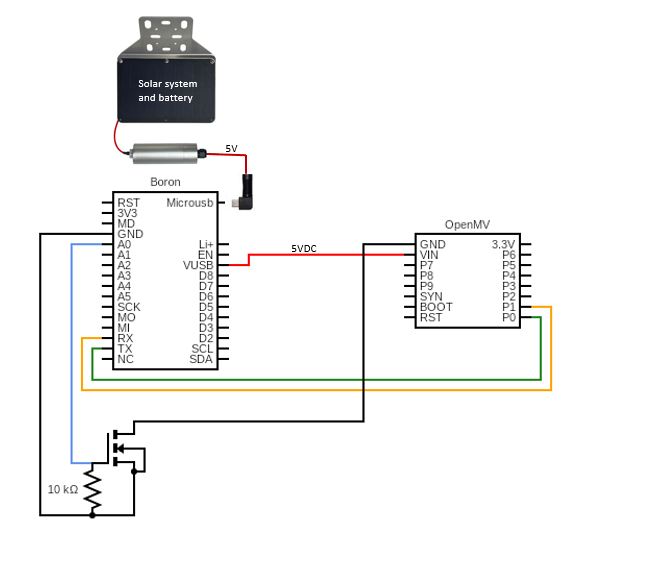 Solar system
and battery
5V
Boron
RST
3V3
MD
GND
A0
A1
A2
A3
A4
A5
SCK
MO
MI
RX
TX
NC
Microusb
Li+
EN
VUSB
D8
D7
D6
D5
D4
D3
D2
SCL
SDA
5VDC
OpenMV
GND
VIN
P7
P8
P9
SYN
BOOT
RST
3.3V
P6
P5
P4
P3
P2
P1
P0
10 kΩ